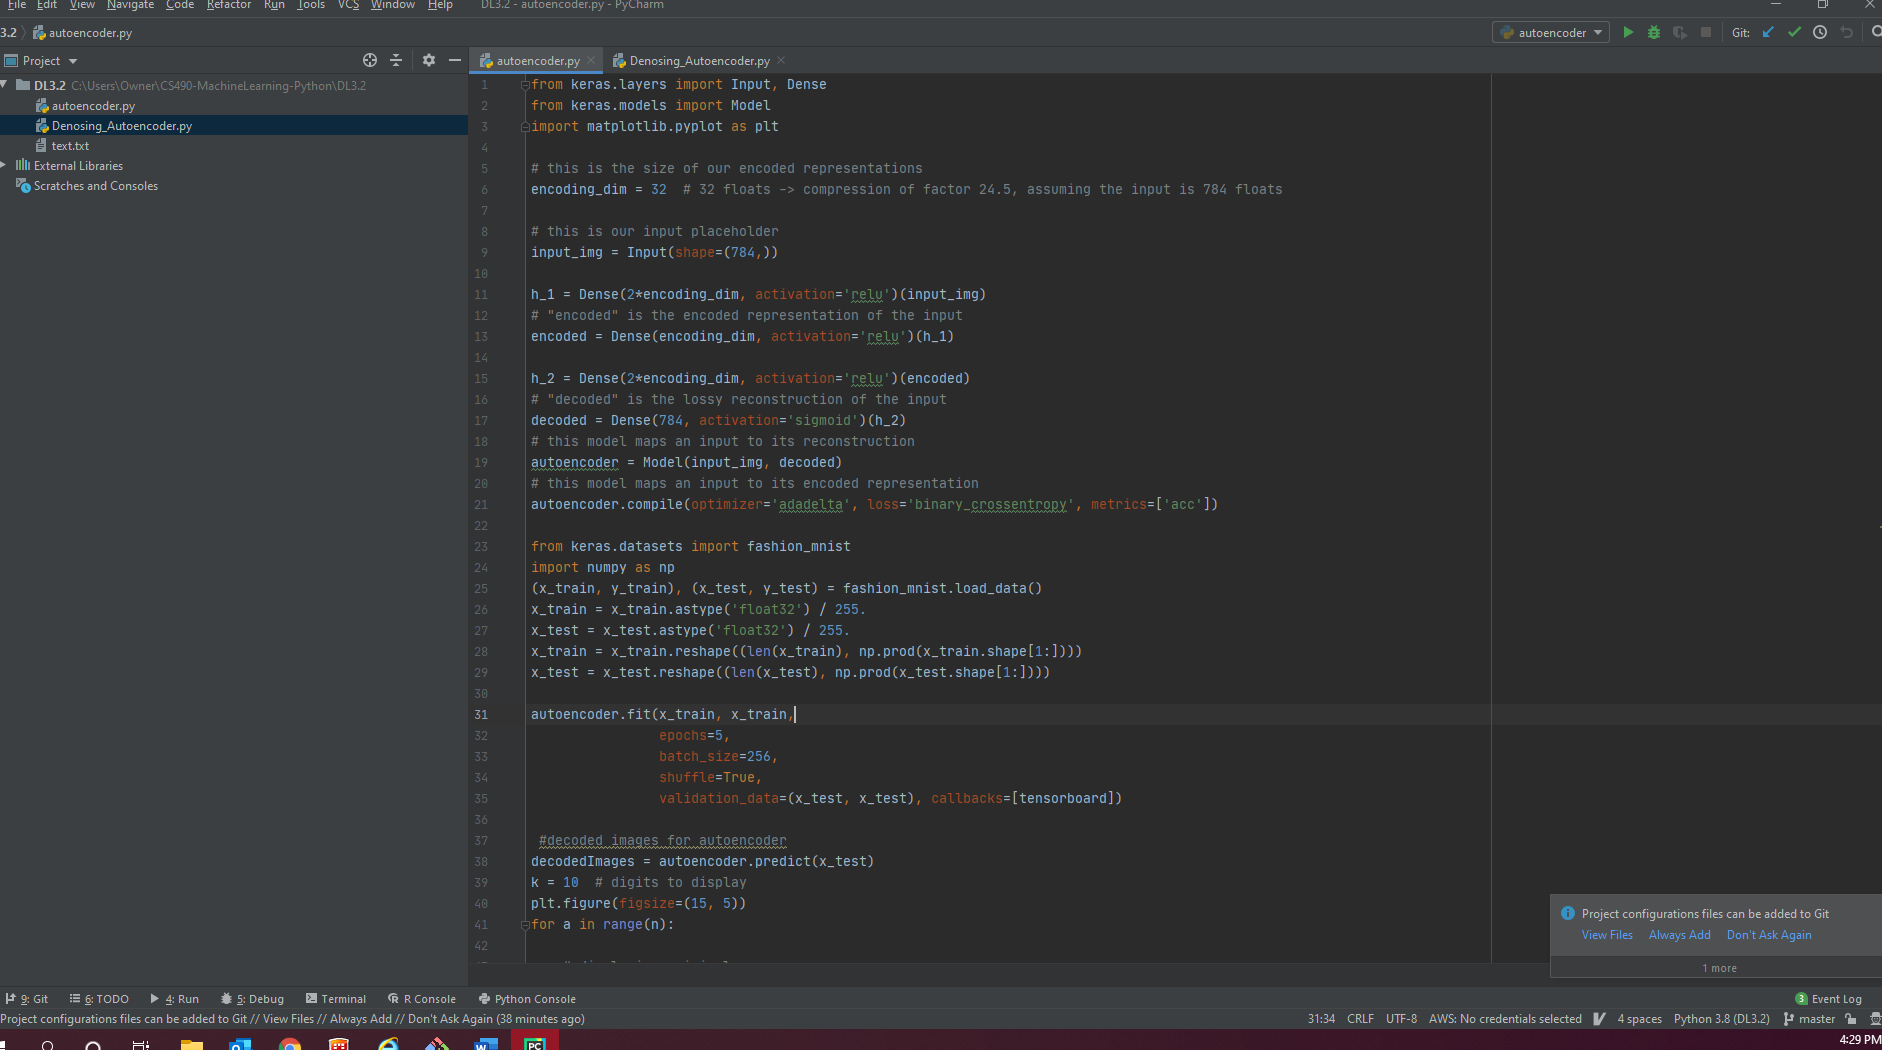 File Edit View Navigate Code Refactor Run Tools VCS Window Help DL3.2 - autoencoder.py - PyCharm
3.2 autoencoder.py autoencoder Git:
Project autoencoder.py Denosing_Autoencoder.py
DL3.2 C:\Users\Owner\CS490-MachineLearning-Python\DL3.2
autoencoder.py
Denosing_Autoencoder.py
text.txt
External Libraries
Scratches and Consoles
1 from keras.layers import Input, Dense
2 from keras.models import Model
3 import matplotlib.pyplot as plt
4
5 # this is the size of our encoded representations
6 encoding_dim = 32  # 32 floats -> compression of factor 24.5, assuming the input is 784 floats
7
8 # this is our input placeholder
9 input_img = Input(shape=(784,))
10
11 h_1 = Dense(2*encoding_dim, activation='relu')(input_img)
12 # "encoded" is the encoded representation of the input
13 encoded = Dense(encoding_dim, activation='relu')(h_1)
14
15 h_2 = Dense(2*encoding_dim, activation='relu')(encoded)
16 # "decoded" is the lossy reconstruction of the input
17 decoded = Dense(784, activation='sigmoid')(h_2)
18 # this model maps an input to its reconstruction
19 autoencoder = Model(input_img, decoded)
20 # this model maps an input to its encoded representation
21 autoencoder.compile(optimizer='adadelta', loss='binary_crossentropy', metrics=['acc'])
22
23 from keras.datasets import fashion_mnist
24 import numpy as np
25 (x_train, y_train), (x_test, y_test) = fashion_mnist.load_data()
26 x_train = x_train.astype('float32') / 255.
27 x_test = x_test.astype('float32') / 255.
28 x_train = x_train.reshape((len(x_train), np.prod(x_train.shape[1:])))
29 x_test = x_test.reshape((len(x_test), np.prod(x_test.shape[1:])))
30
31 autoencoder.fit(x_train, x_train,
32 epochs=5,
33 batch_size=256,
34 shuffle=True,
35 validation_data=(x_test, x_test), callbacks=[tensorboard])
36
37 #decoded images for autoencoder
38 decodedImages = autoencoder.predict(x_test)
39 k = 10  # digits to display
40 plt.figure(figsize=(15, 5))
41 for a in range(n):
42
Project configurations files can be added to Git
View Files Always Add Don't Ask Again
1 more
9: Git 6: TODO 4: Run 5: Debug Terminal R Console Python Console 3 Event Log
Project configurations files can be added to Git // View Files // Always Add // Don't Ask Again (38 minutes ago) 31:34 CRLF UTF-8 AWS: No credentials selected 4 spaces Python 3.8 (DL3.2) master
PC
4:29 PM